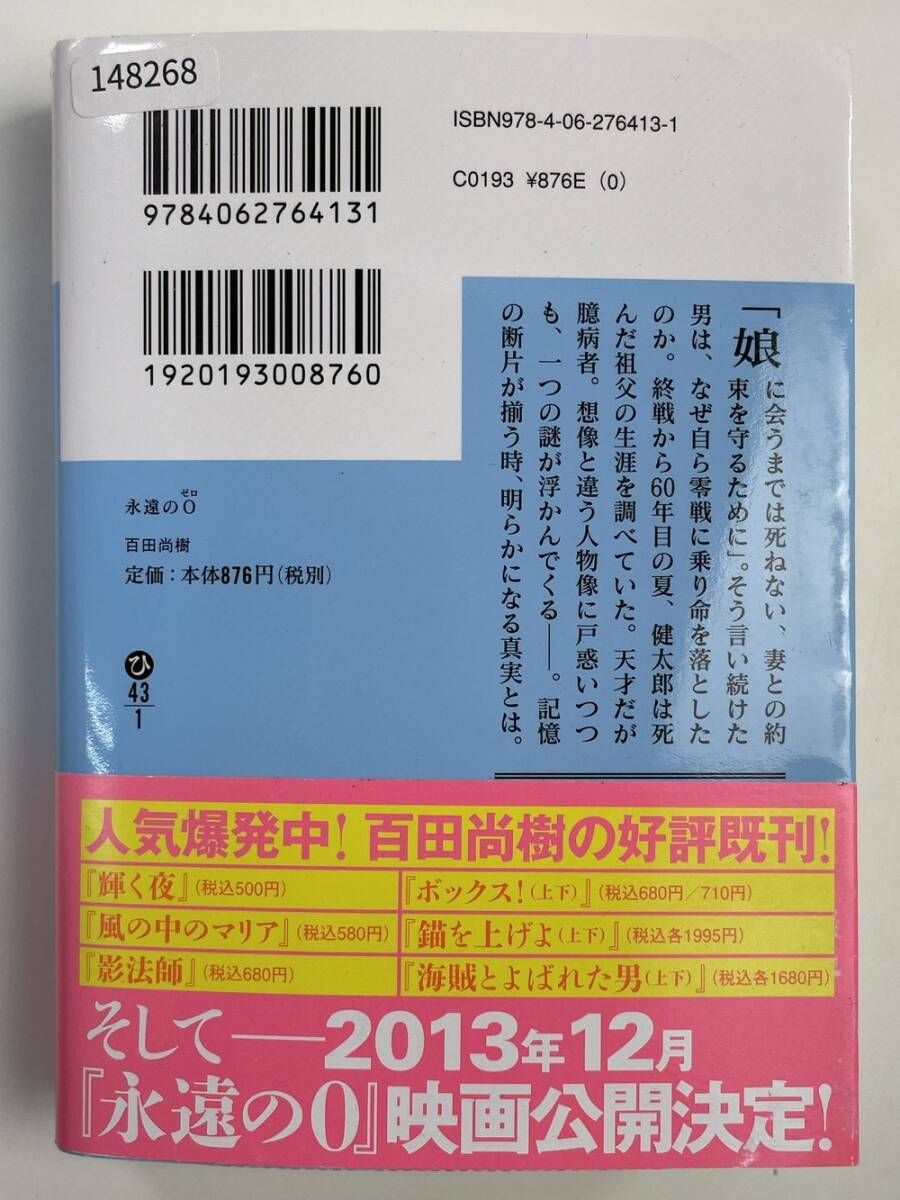 148268
ISBN978-4-06-276413-1
C0193 ¥876E (0)
9784062764131
1920193008760
「娘に会うまでは死ねない、妻との約
束を守るために」。そう言い続けた
男は、なぜ自ら零戦に乗り命を落とした
のか。終戦から60年目の夏、健太郎は死
んだ祖父の生涯を調べていた。天才だが
臆病者。想像と違う人物像に戸惑いつつ
も、一つの謎が浮かんでくる――。記憶
の断片が揃う時、明らかになる真実とは。
ゼロ
永遠の0
百田尚樹
定価:本体876円(税別)
ひ
43
1
人気爆発中! 百田尚樹の好評既刊!
『輝く夜』(税込500円)
『ボックス!(上下)』(税込680円/710円)
『風の中のマリア』(税込580円)
『錨を上げよ(上下)』(税込各1995円)
『影法師』(税込680円)
『海賊とよばれた男(上下)』(税込各1680円)
そして――2013年12月
『永遠の0』映画公開決定!